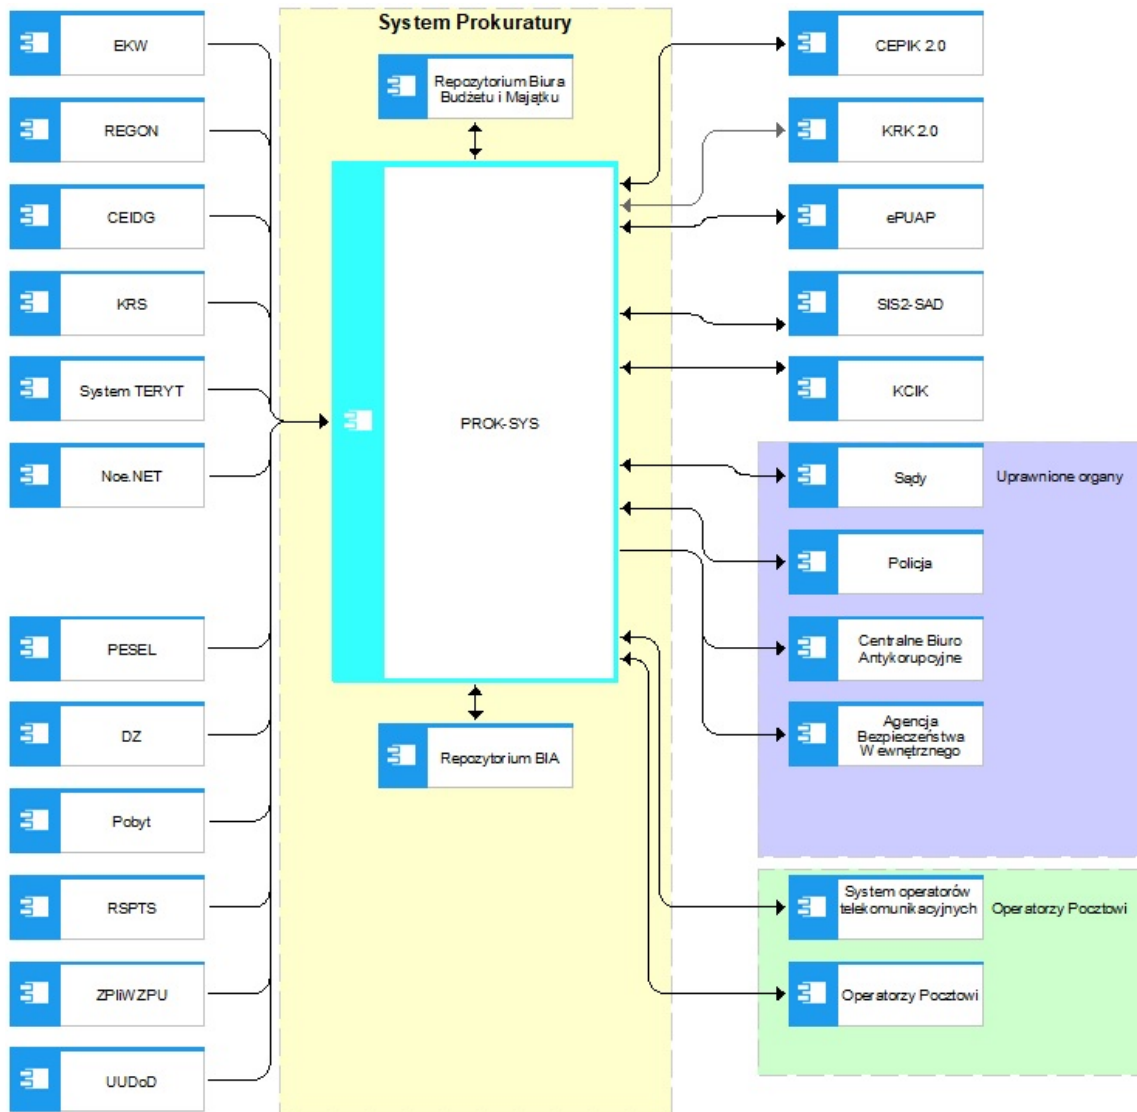 System Prokuratury
EKW
REGON
CEIDG
KRS
System TERYT
Noe.NET
PESEL
DZ
Pobyt
RSPTS
ZPIiWZPU
UUDoD
Repozytorium Biura
Budżetu i Majątku
PROK-SYS
Repozytorium BIA
CEPIK 2.0
KRK 2.0
ePUAP
SIS2-SAD
KCIK
Sądy
Uprawnione organy
Policja
Centralne Biuro
Antykorupcyjne
Agencja
Bezpieczeństwa
W ewnętrznego
System operatorów
telekomunikacyjnych
Operatorzy Pocztowi
Operatorzy Pocztowi